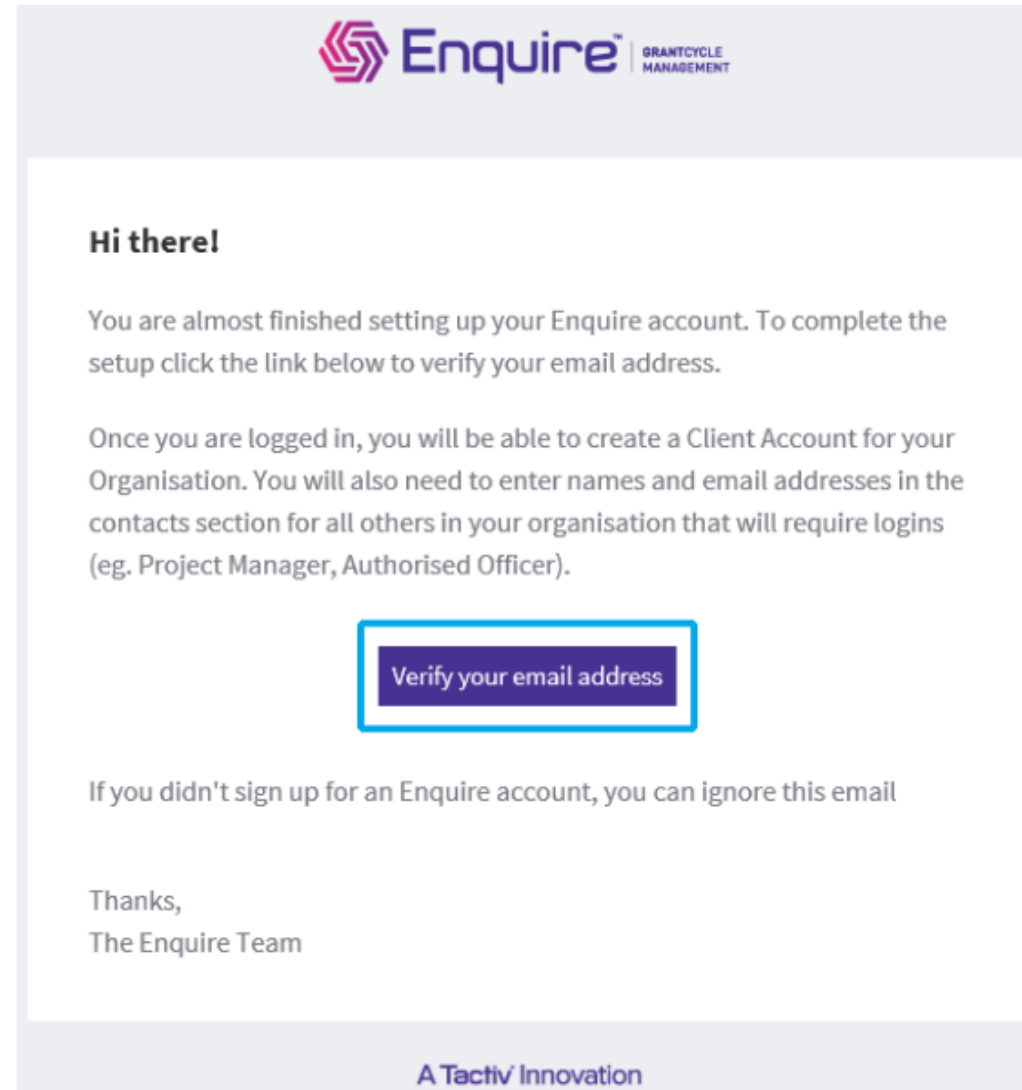 Enquire™ | GRANTCYCLE
MANAGEMENT
Hi there!
You are almost finished setting up your Enquire account. To complete the
setup click the link below to verify your email address.
Once you are logged in, you will be able to create a Client Account for your
Organisation. You will also need to enter names and email addresses in the
contacts section for all others in your organisation that will require logins
(eg. Project Manager, Authorised Officer).
Verify your email address
If you didn't sign up for an Enquire account, you can ignore this email
Thanks,
The Enquire Team
A Tactiv Innovation